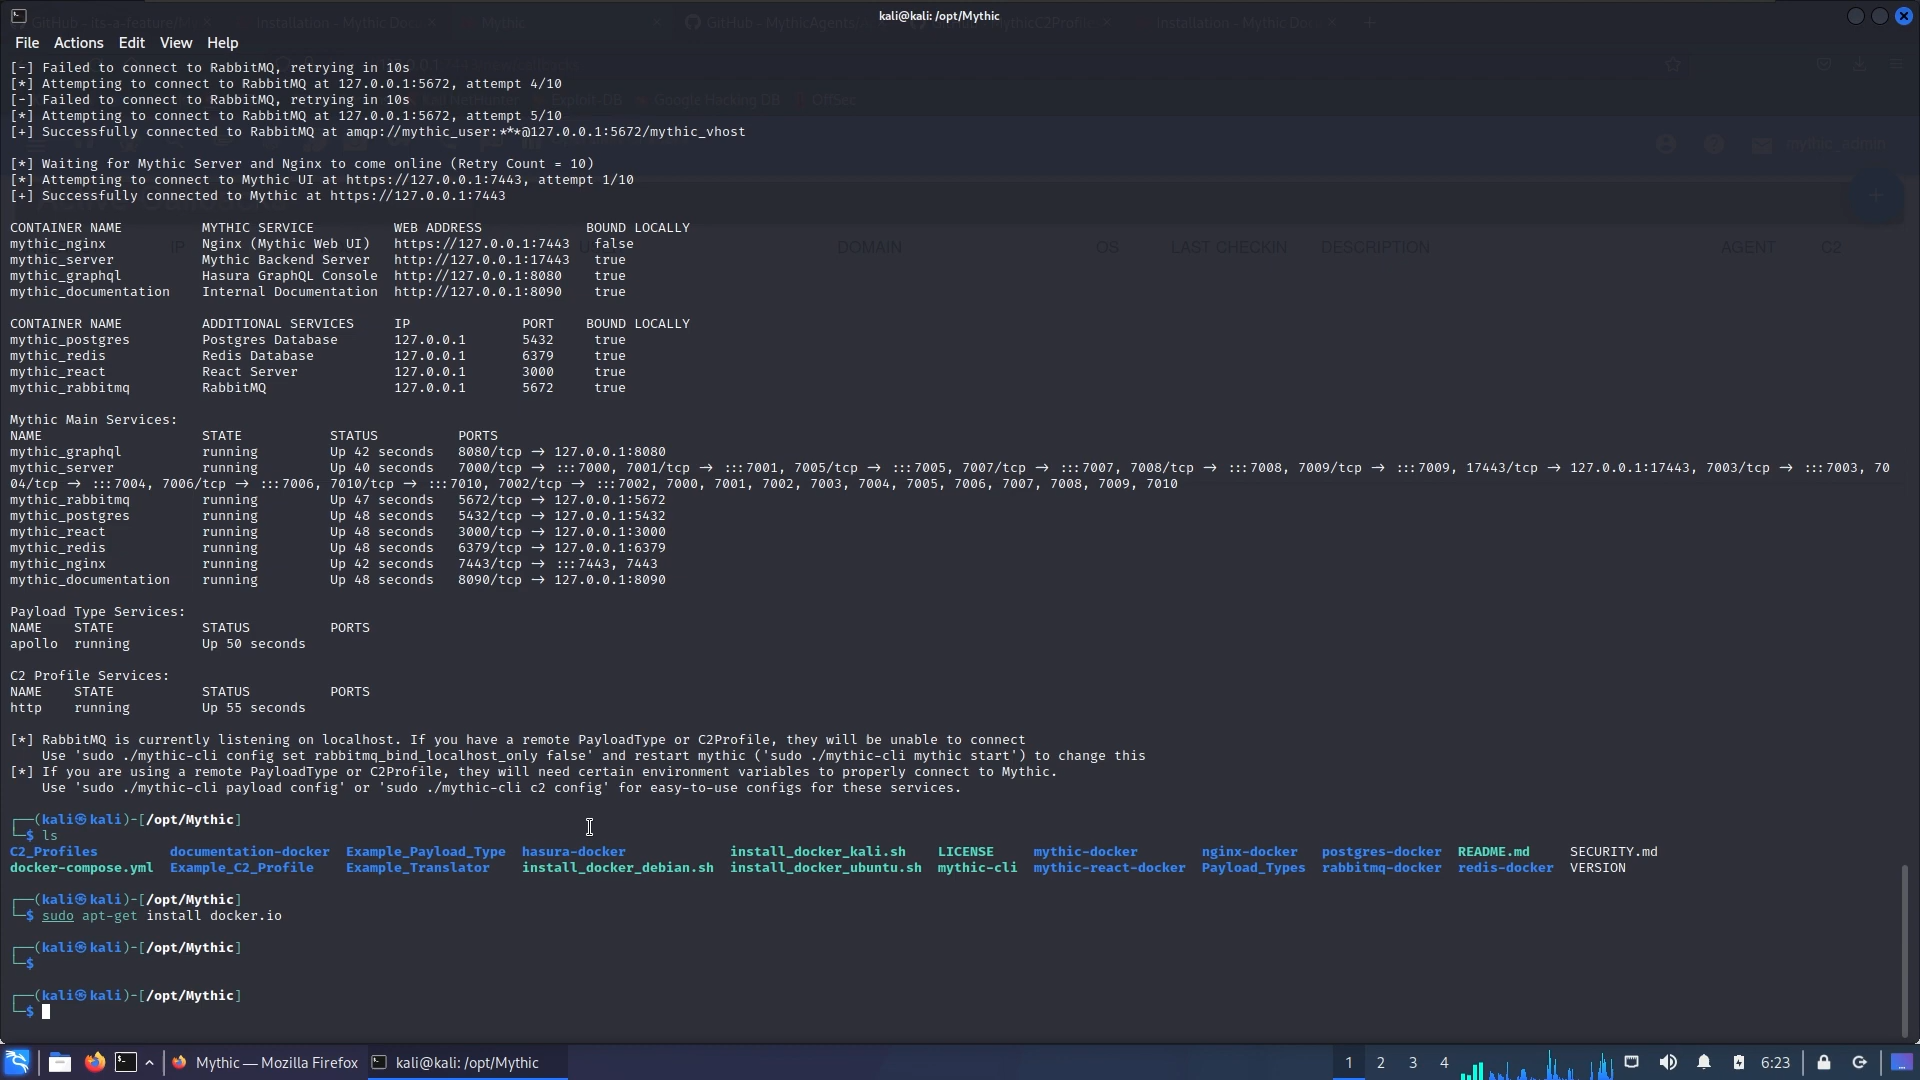 kali@kali: /opt/Mythic
File Actions Edit View Help
[-] Failed to connect to RabbitMQ, retrying in 10s
[*] Attempting to connect to RabbitMQ at 127.0.0.1:5672, attempt 4/10
[-] Failed to connect to RabbitMQ, retrying in 10s
[*] Attempting to connect to RabbitMQ at 127.0.0.1:5672, attempt 5/10
[+] Successfully connected to RabbitMQ at amqp://mythic_user:***@127.0.0.1:5672/mythic_vhost
[*] Waiting for Mythic Server and Nginx to come online (Retry Count = 10)
[*] Attempting to connect to Mythic UI at https://127.0.0.1:7443, attempt 1/10
[+] Successfully connected to Mythic at https://127.0.0.1:7443
CONTAINER NAME MYTHIC SERVICE WEB ADDRESS BOUND LOCALLY
mythic_nginx Nginx (Mythic Web UI) https://127.0.0.1:7443 false
mythic_server Mythic Backend Server http://127.0.0.1:17443 true
mythic_graphql Hasura GraphQL Console http://127.0.0.1:8080 true
mythic_documentation Internal Documentation http://127.0.0.1:8090 true
CONTAINER NAME ADDITIONAL SERVICES IP PORT BOUND LOCALLY
mythic_postgres Postgres Database 127.0.0.1 5432 true
mythic_redis Redis Database 127.0.0.1 6379 true
mythic_react React Server 127.0.0.1 3000 true
mythic_rabbitmq RabbitMQ 127.0.0.1 5672 true
Mythic Main Services:
NAME STATE STATUS PORTS
mythic_graphql running Up 42 seconds 8080/tcp → 127.0.0.1:8080
mythic_server running Up 40 seconds 7000/tcp → :::7000, 7001/tcp → :::7001, 7005/tcp → :::7005, 7007/tcp → :::7007, 7008/tcp → :::7008, 7009/tcp → :::7009, 17443/tcp → 127.0.0.1:17443, 7003/tcp → :::7003, 70
04/tcp → :::7004, 7006/tcp → :::7006, 7010/tcp → :::7010, 7002/tcp → :::7002, 7000, 7001, 7002, 7003, 7004, 7005, 7006, 7007, 7008, 7009, 7010
mythic_rabbitmq running Up 47 seconds 5672/tcp → 127.0.0.1:5672
mythic_postgres running Up 48 seconds 5432/tcp → 127.0.0.1:5432
mythic_react running Up 48 seconds 3000/tcp → 127.0.0.1:3000
mythic_redis running Up 48 seconds 6379/tcp → 127.0.0.1:6379
mythic_nginx running Up 42 seconds 7443/tcp → :::7443, 7443
mythic_documentation running Up 48 seconds 8090/tcp → 127.0.0.1:8090
Payload Type Services:
NAME STATE STATUS PORTS
apollo running Up 50 seconds
C2 Profile Services:
NAME STATE STATUS PORTS
http running Up 55 seconds
[*] RabbitMQ is currently listening on localhost. If you have a remote PayloadType or C2Profile, they will be unable to connect
Use 'sudo ./mythic-cli config set rabbitmq_bind_localhost_only false' and restart mythic ('sudo ./mythic-cli mythic start') to change this
[*] If you are using a remote PayloadType or C2Profile, they will need certain environment variables to properly connect to Mythic.
Use 'sudo ./mythic-cli payload config' or 'sudo ./mythic-cli c2 config' for easy-to-use configs for these services.
┌──(kali㉿kali)-[/opt/Mythic]
└─$ ls
C2_Profiles documentation-docker Example_Payload_Type hasura-docker install_docker_kali.sh LICENSE mythic-docker nginx-docker postgres-docker README.md SECURITY.md
docker-compose.yml Example_C2_Profile Example_Translator install_docker_debian.sh install_docker_ubuntu.sh mythic-cli mythic-react-docker Payload_Types rabbitmq-docker redis-docker VERSION
┌──(kali㉿kali)-[/opt/Mythic]
└─$ sudo apt-get install docker.io
┌──(kali㉿kali)-[/opt/Mythic]
└─$
┌──(kali㉿kali)-[/opt/Mythic]
└─$
Mythic — Mozilla Firefox kali@kali: /opt/Mythic 1 2 3 4 6:23